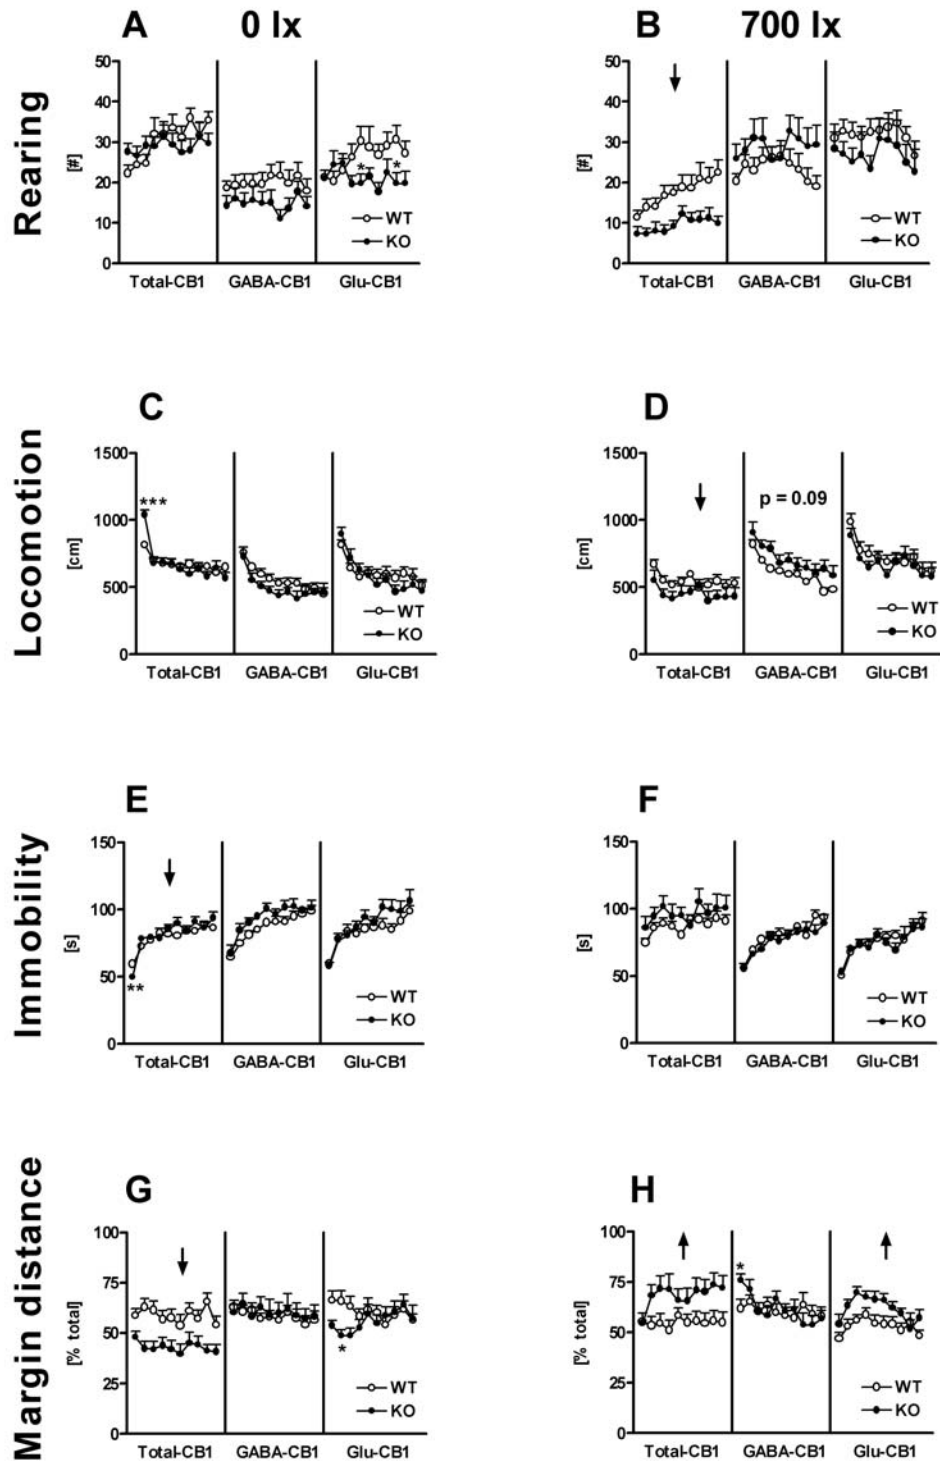 A 0 lx
B 700 lx
Rearing
[#]
50
40
30
20
10
0
*
*
WT
KO
Total-CB1 GABA-CB1 Glu-CB1
[#]
50
40
30
20
10
0
WT
KO
Total-CB1 GABA-CB1 Glu-CB1
C
D
Locomotion
[cm]
1500
1000
500
0
***
WT
KO
Total-CB1 GABA-CB1 Glu-CB1
[cm]
1500
1000
500
0
p = 0.09
WT
KO
Total-CB1 GABA-CB1 Glu-CB1
E
F
Immobility
[s]
150
100
50
0
**
WT
KO
Total-CB1 GABA-CB1 Glu-CB1
[s]
150
100
50
0
WT
KO
Total-CB1 GABA-CB1 Glu-CB1
G
H
Margin distance
[% total]
100
75
50
25
0
*
WT
KO
Total-CB1 GABA-CB1 Glu-CB1
[% total]
100
75
50
25
0
*
WT
KO
Total-CB1 GABA-CB1 Glu-CB1